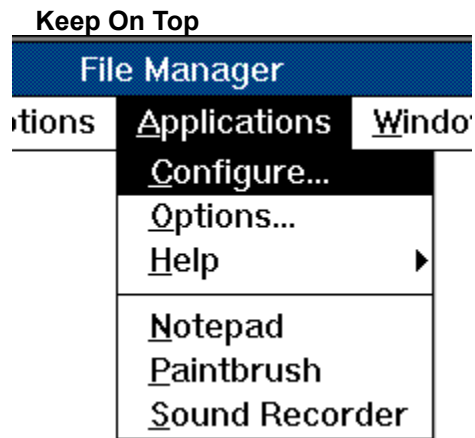 Keep On Top
File Manager
tions Applications Windo
Configure...
Options...
Help
Notepad
Paintbrush
Sound Recorder